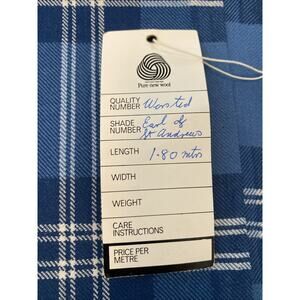 Pure new wool
QUALITY
NUMBER Worsted
SHADE Earl of
NUMBER St Andrews
LENGTH 1.80 mtrs
WIDTH
WEIGHT
CARE
INSTRUCTIONS
PRICE PER
METRE